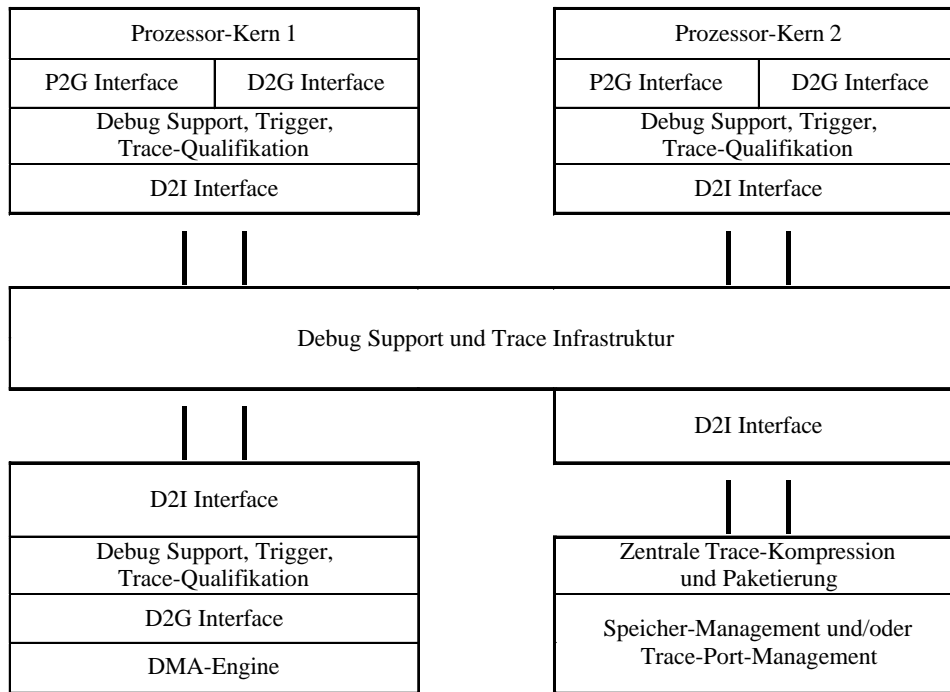 Prozessor-Kern 1
P2G Interface
D2G Interface
Debug Support, Trigger,
Trace-Qualifikation
D2I Interface
Prozessor-Kern 2
P2G Interface
D2G Interface
Debug Support, Trigger,
Trace-Qualifikation
D2I Interface
Debug Support und Trace Infrastruktur
D2I Interface
Debug Support, Trigger,
Trace-Qualifikation
D2G Interface
DMA-Engine
D2I Interface
Zentrale Trace-Kompression
und Paketierung
Speicher-Management und/oder
Trace-Port-Management